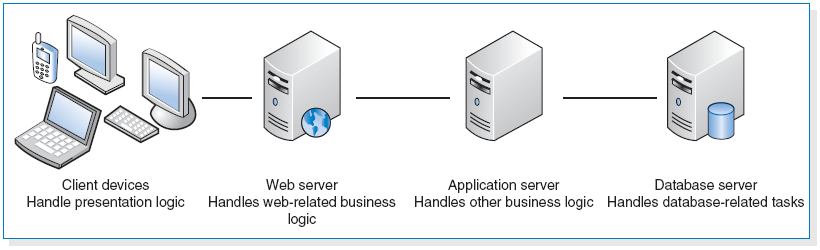 Client devices
Handle presentation logic
Web server
Handles web-related business
logic
Application server
Handles other business logic
Database server
Handles database-related tasks